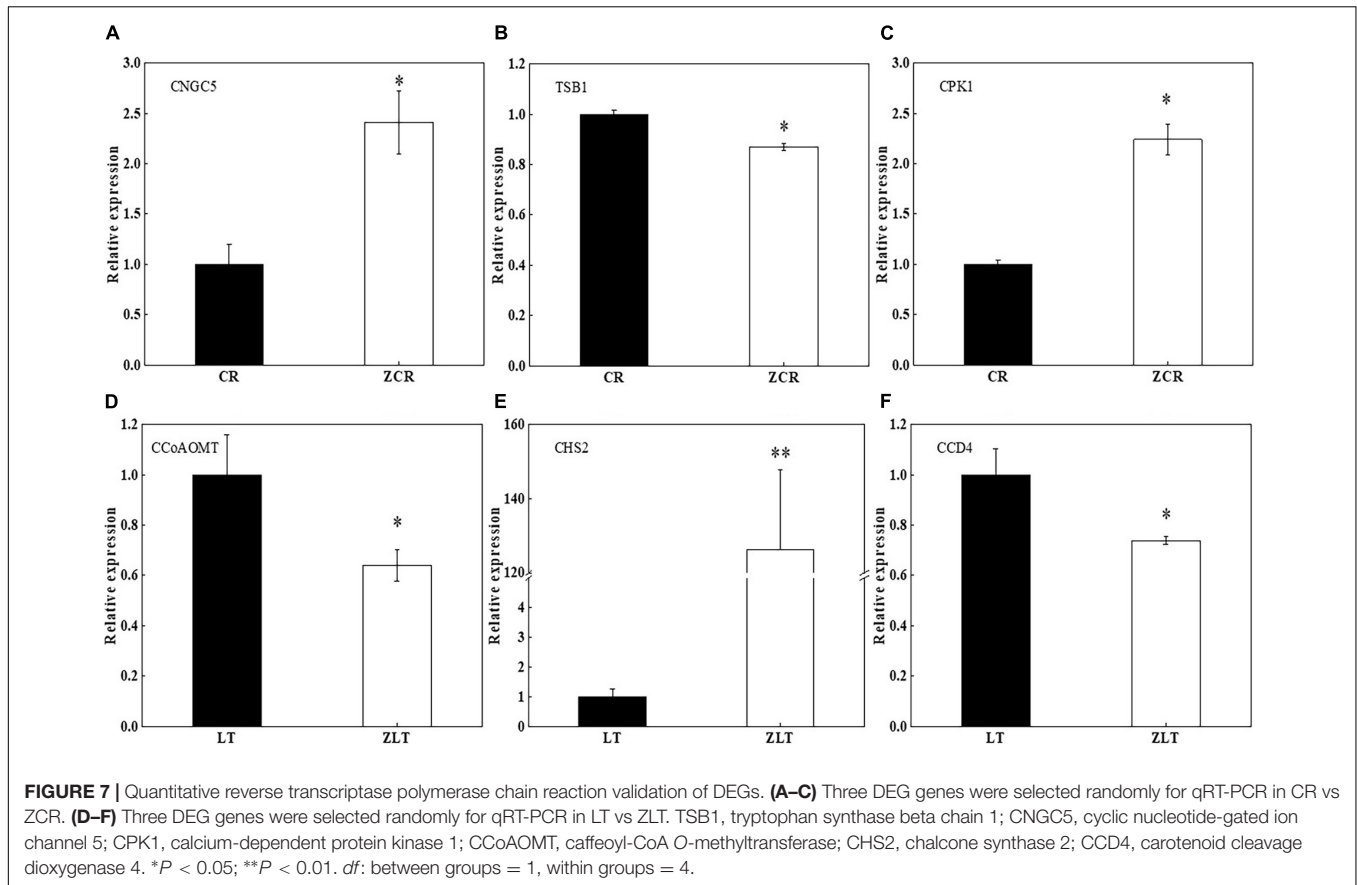 A
CNGC5
*
3.0
2.5
2.0
1.5
1.0
0.5
0.0
Relative expression
CR ZCR
B
TSB1
*
1.2
1.0
0.8
0.6
0.4
0.2
0.0
Relative expression
CR ZCR
C
CPK1
*
3.0
2.5
2.0
1.5
1.0
0.5
0.0
Relative expression
CR ZCR
D
CCoAOMT
*
1.2
1.0
0.8
0.6
0.4
0.2
0.0
Relative expression
LT ZLT
E
CHS2
**
160
140
120
4
3
2
1
0
Relative expression
LT ZLT
F
CCD4
*
1.2
1.0
0.8
0.6
0.4
0.2
0.0
Relative expression
LT ZLT
FIGURE 7 | Quantitative reverse transcriptase polymerase chain reaction validation of DEGs. (A–C) Three DEG genes were selected randomly for qRT-PCR in CR vs
ZCR. (D–F) Three DEG genes were selected randomly for qRT-PCR in LT vs ZLT. TSB1, tryptophan synthase beta chain 1; CNGC5, cyclic nucleotide-gated ion
channel 5; CPK1, calcium-dependent protein kinase 1; CCoAOMT, caffeoyl-CoA O-methyltransferase; CHS2, chalcone synthase 2; CCD4, carotenoid cleavage
dioxygenase 4. *P < 0.05; **P < 0.01. df: between groups = 1, within groups = 4.